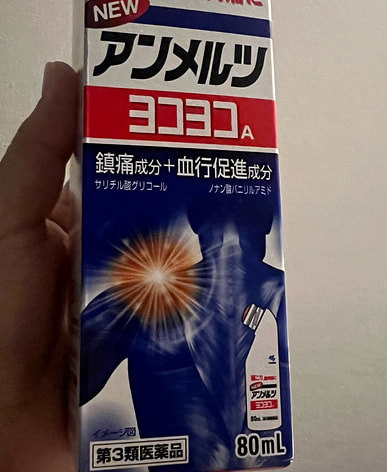 NEW
アンメルツ
ヨコヨコA
鎮痛成分+血行促進成分
サリチル酸グリコール ノナン酸バニリルアミド
NEW
アンメルツ
ヨコヨコA
80mL
イメージ図
第3類医薬品
80mL